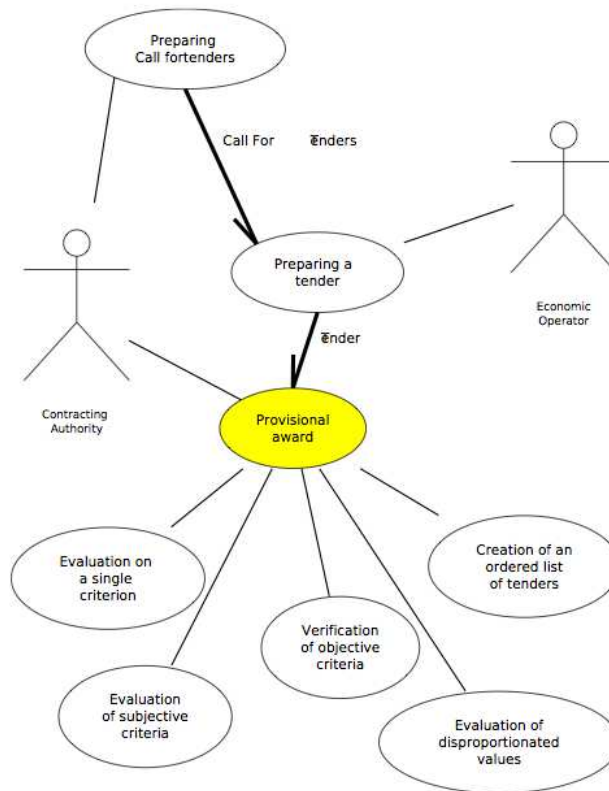 Preparing
Call fortenders
Call For Tenders
Preparing a
tender
Economic
Operator
Tender
Contracting
Authority
Provisional
award
Evaluation on
a single
criterion
Creation of an
ordered list
of tenders
Verification
of objective
criteria
Evaluation
of subjective
criteria
Evaluation of
disproportionated
values